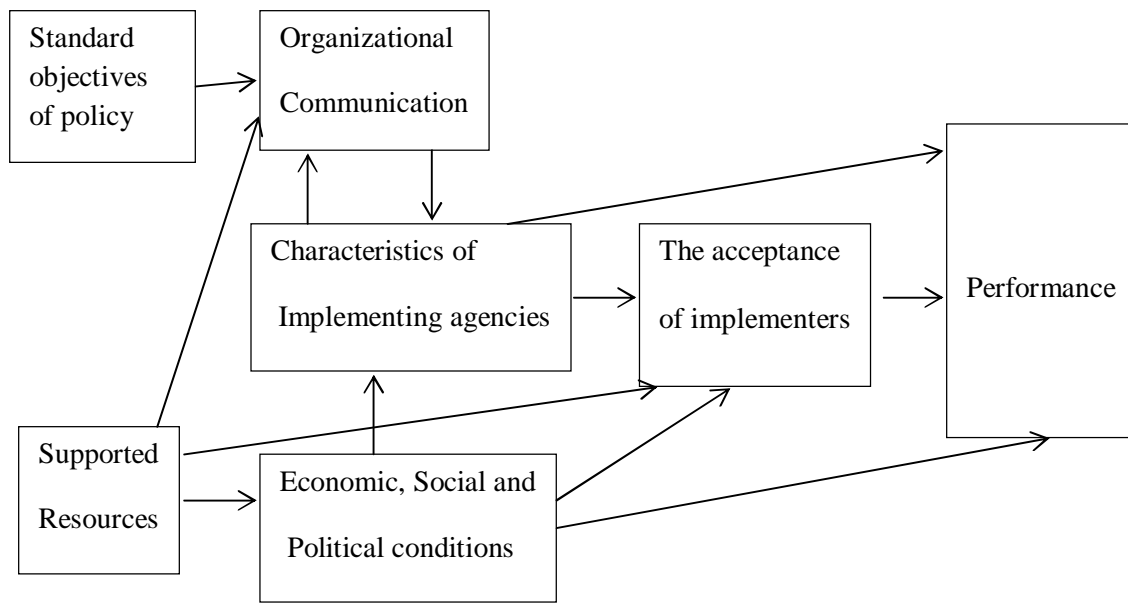 Standard
objectives
of policy
Organizational
Communication
Characteristics of
Implementing agencies
The acceptance
of implementers
Performance
Supported
Resources
Economic, Social and
Political conditions